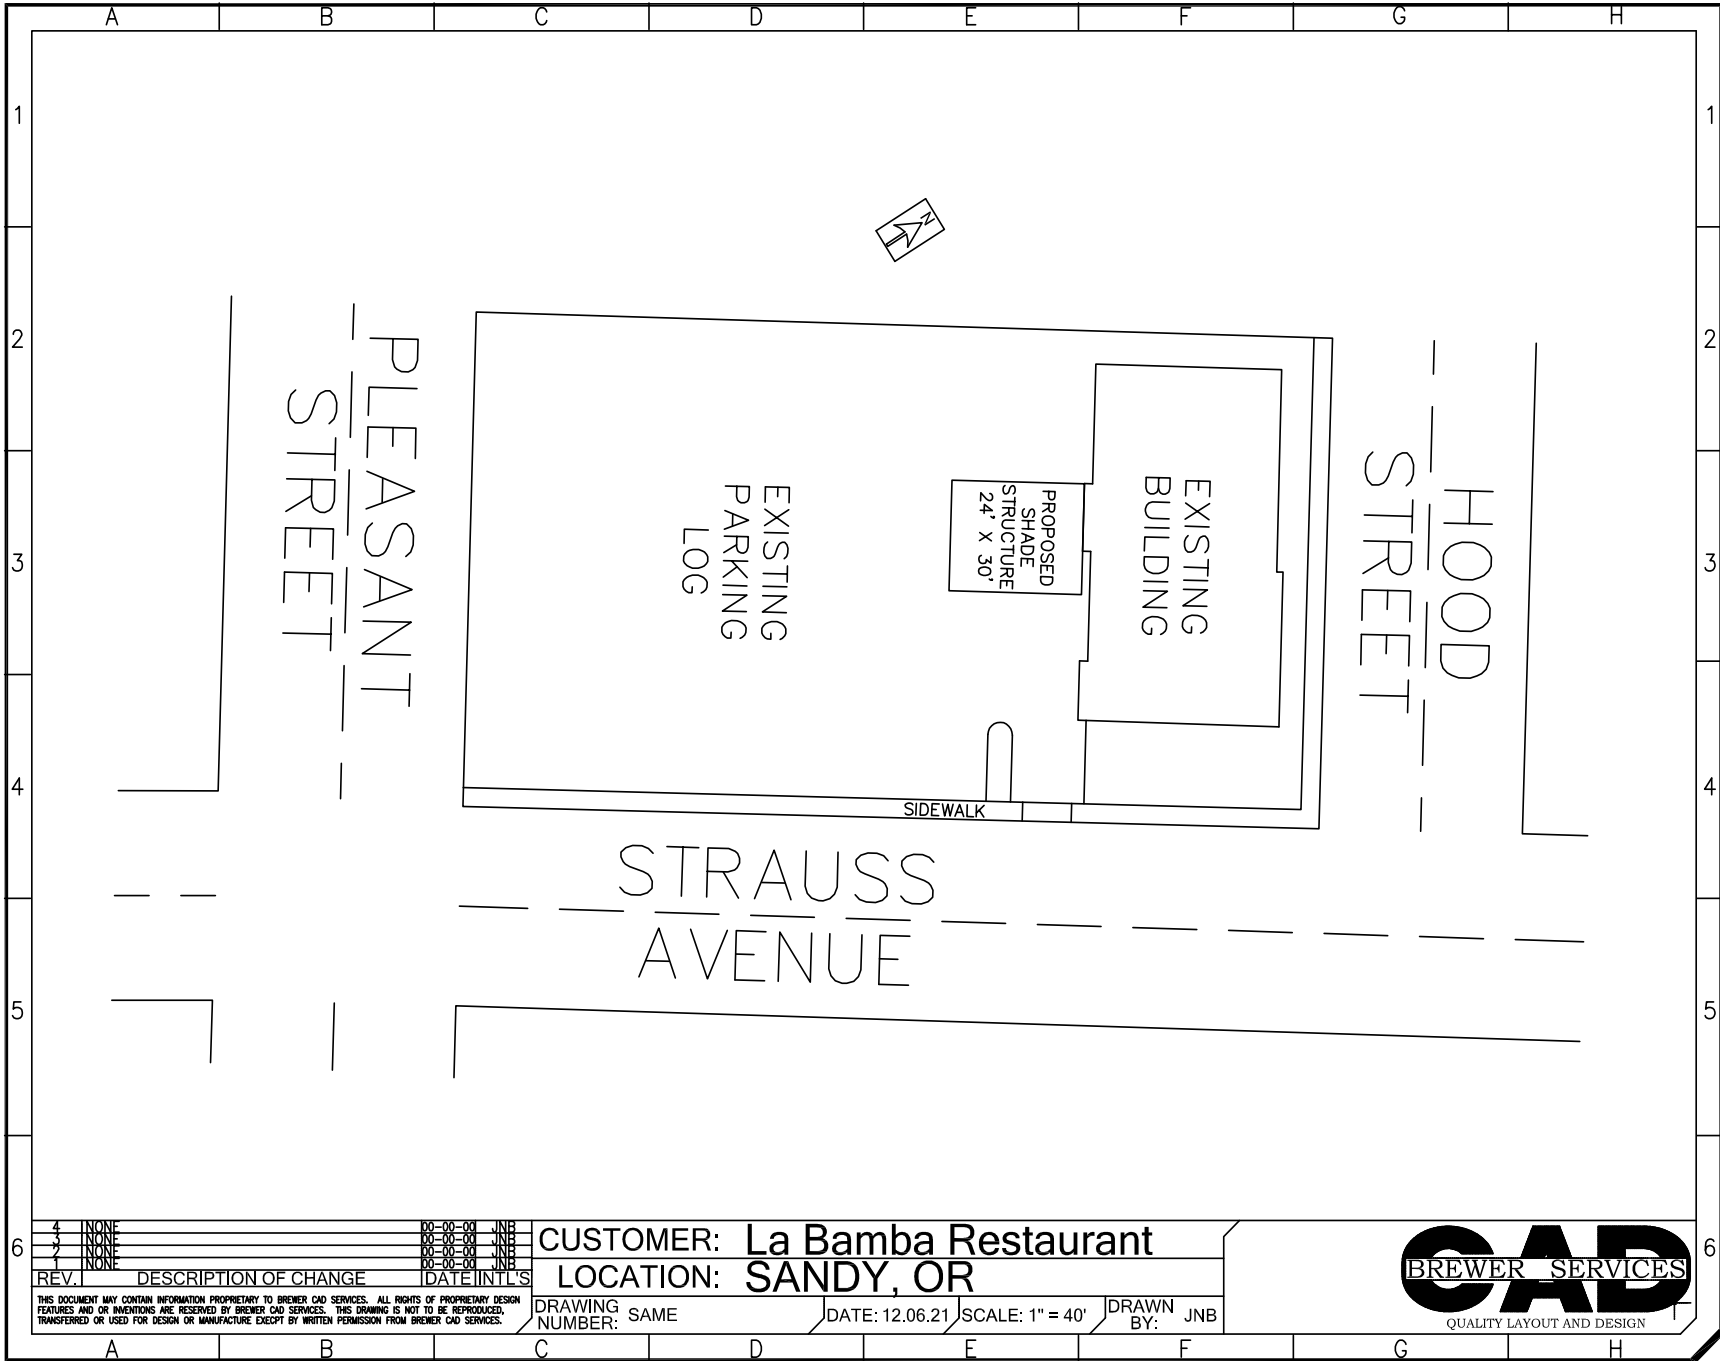 A B C D E F G H
1 1
2 2
3 3
4 4
5 5
6 6
N
PLEASANT
STREET
EXISTING
PARKING
LOG
PROPOSED
SHADE
STRUCTURE
24' X 30'
EXISTING
BUILDING
HOOD
STREET
SIDEWALK
STRAUSS
AVENUE
4 NONE 00-00-00 JNB
3 NONE 00-00-00 JNB
2 NONE 00-00-00 JNB
1 NONE 00-00-00 JNB
REV. DESCRIPTION OF CHANGE DATE INTL'S
THIS DOCUMENT MAY CONTAIN INFORMATION PROPRIETARY TO BREWER CAD SERVICES. ALL RIGHTS OF PROPRIETARY DESIGN
FEATURES AND OR INVENTIONS ARE RESERVED BY BREWER CAD SERVICES. THIS DRAWING IS NOT TO BE REPRODUCED,
TRANSFERRED OR USED FOR DESIGN OR MANUFACTURE EXECPT BY WRITTEN PERMISSION FROM BREWER CAD SERVICES.
CUSTOMER: La Bamba Restaurant
LOCATION: SANDY, OR
DRAWING NUMBER: SAME
DATE: 12.06.21
SCALE: 1" = 40'
DRAWN BY: JNB
CAD
BREWER SERVICES
QUALITY LAYOUT AND DESIGN
A B C D E F G H